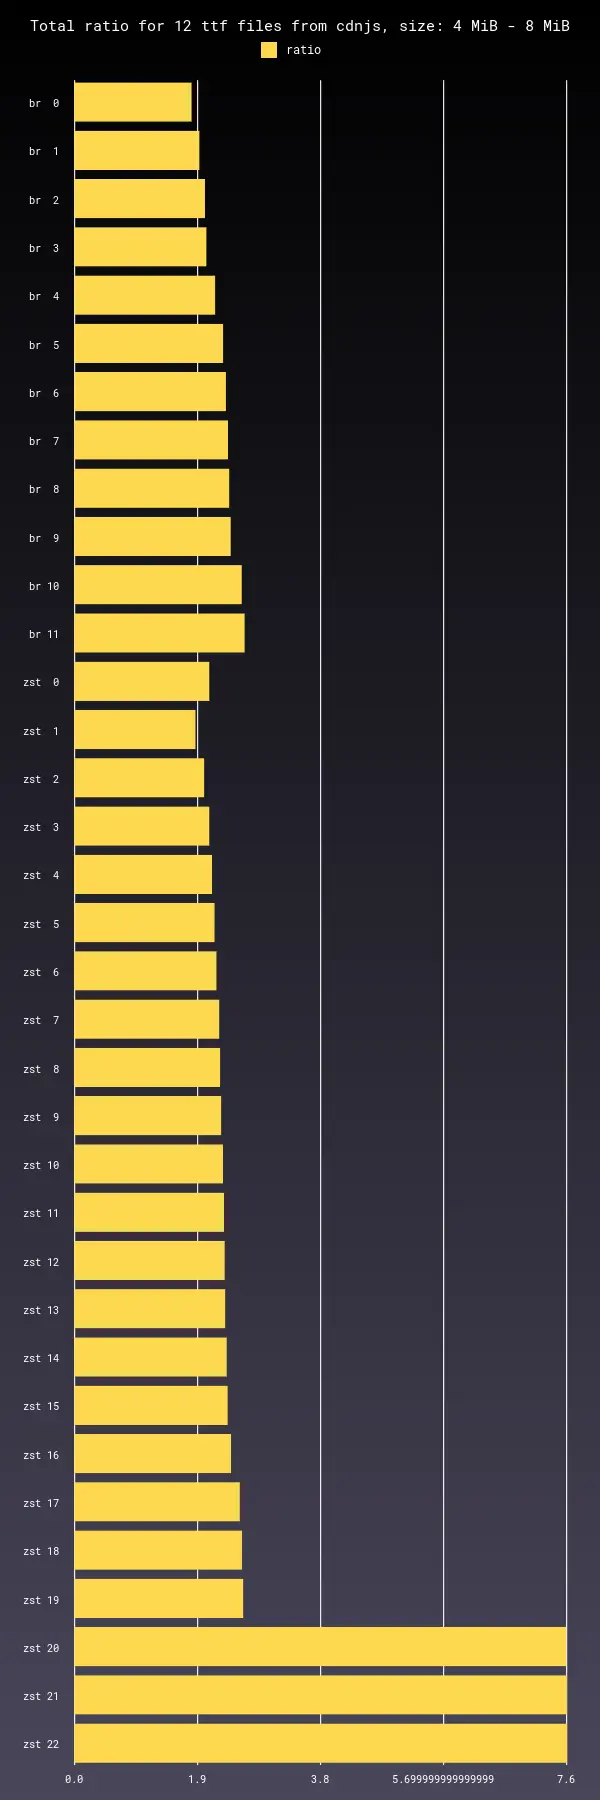 Total ratio for 12 ttf files from cdnjs, size: 4 MiB - 8 MiB
ratio
br  0
br  1
br  2
br  3
br  4
br  5
br  6
br  7
br  8
br  9
br 10
br 11
zst  0
zst  1
zst  2
zst  3
zst  4
zst  5
zst  6
zst  7
zst  8
zst  9
zst 10
zst 11
zst 12
zst 13
zst 14
zst 15
zst 16
zst 17
zst 18
zst 19
zst 20
zst 21
zst 22
0.0 1.9 3.8 5.699999999999999 7.6